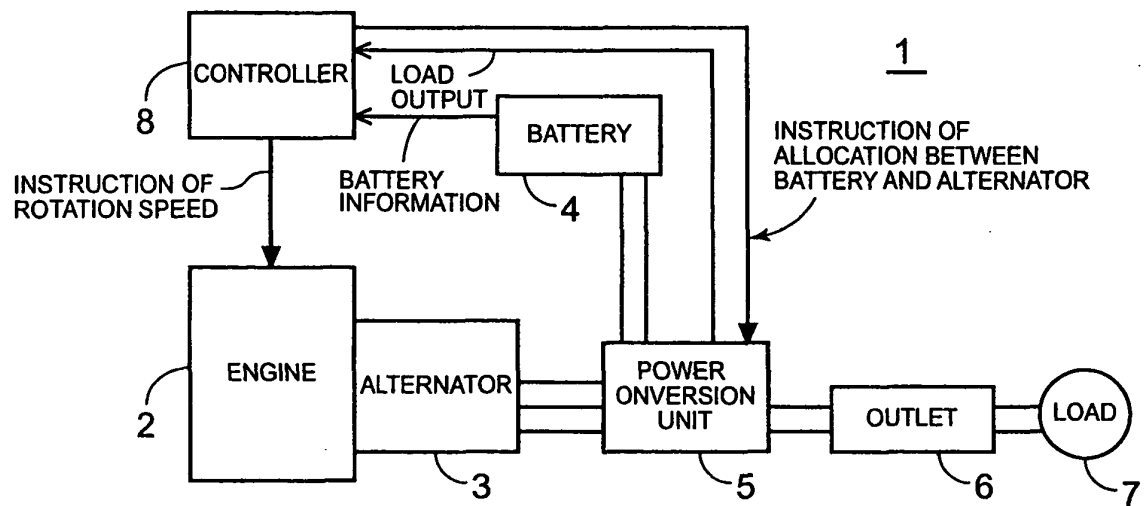 1
CONTROLLER
8
LOAD
OUTPUT
BATTERY
4
BATTERY
INFORMATION
INSTRUCTION OF
ALLOCATION BETWEEN
BATTERY AND ALTERNATOR
INSTRUCTION OF
ROTATION SPEED
ENGINE
2
ALTERNATOR
3
POWER
ONVERSION
UNIT
5
OUTLET
6
LOAD
7